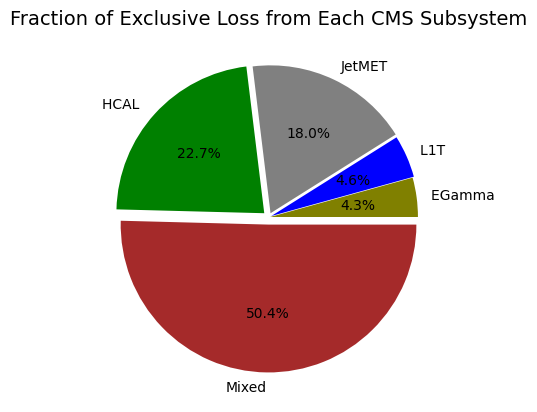 Fraction of Exclusive Loss from Each CMS Subsystem
JetMET
HCAL
18.0%
L1T
22.7%
4.6%
EGamma
4.3%
50.4%
Mixed